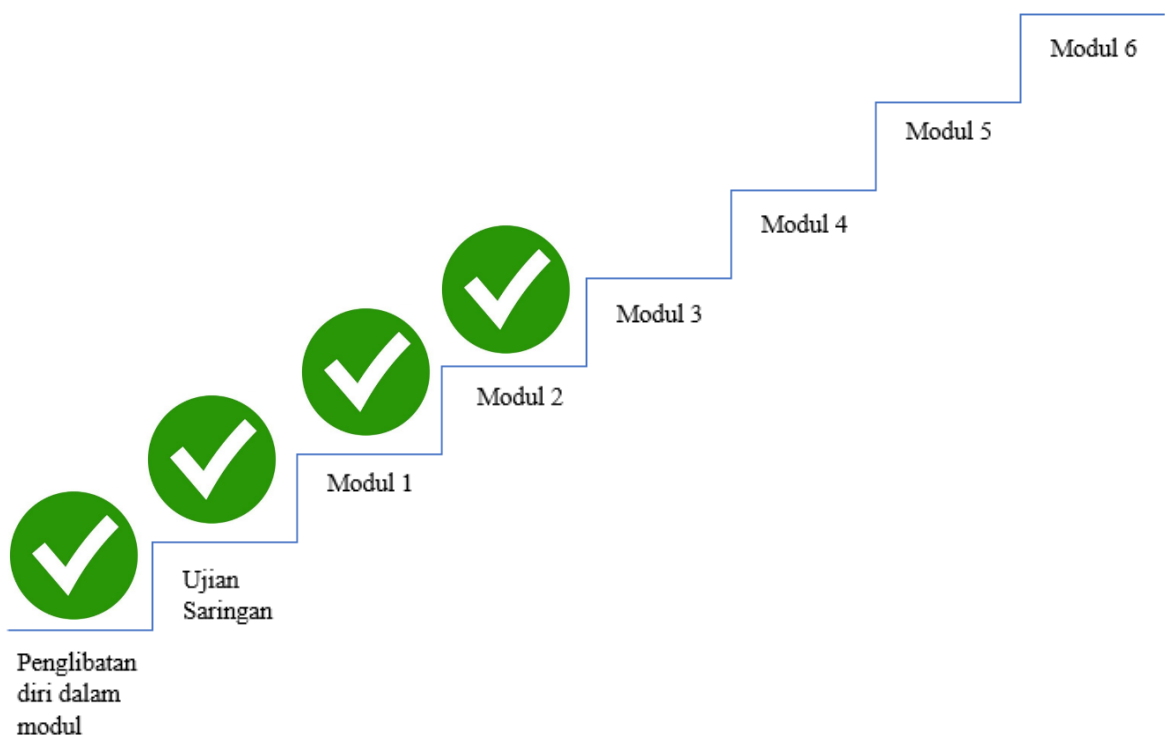 Modul 6
Modul 5
Modul 4
Modul 3
Modul 2
Modul 1
Ujian
Saringan
Penglibatan
diri dalam
modul